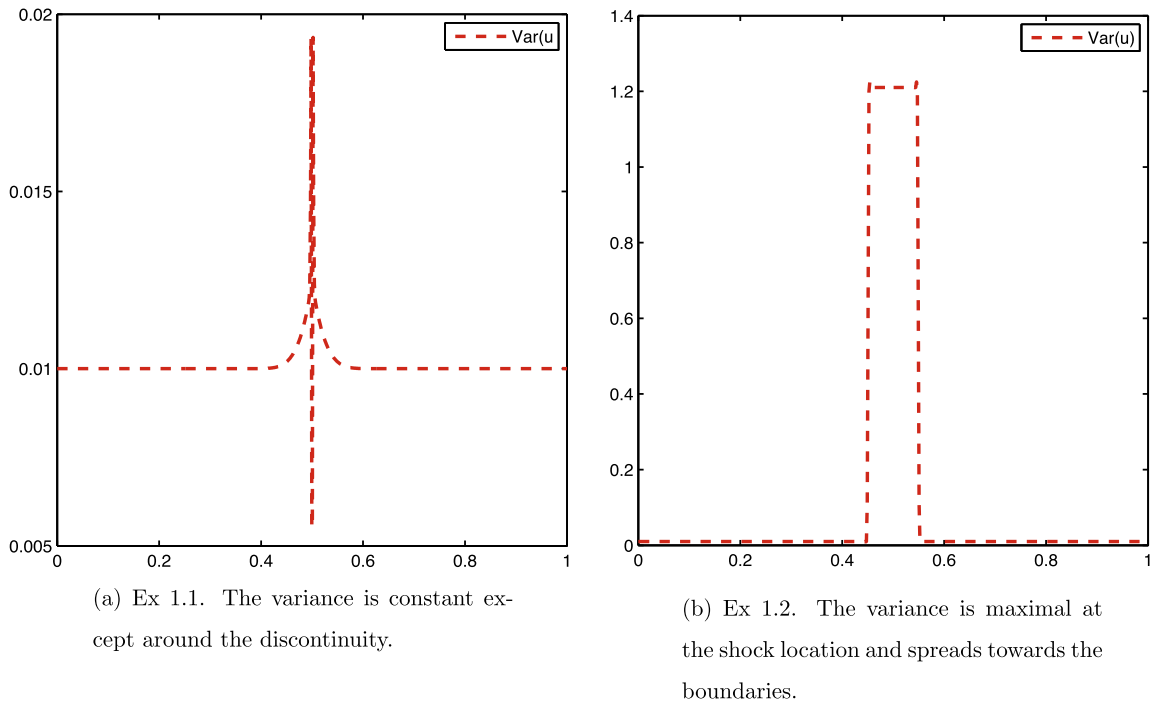 0.02
Var(u
0.015
0.01
0.005
0 0.2 0.4 0.6 0.8 1
(a) Ex 1.1. The variance is constant ex-
cept around the discontinuity.
1.4
Var(u)
1.2
1
0.8
0.6
0.4
0.2
0
0 0.2 0.4 0.6 0.8 1
(b) Ex 1.2. The variance is maximal at
the shock location and spreads towards the
boundaries.